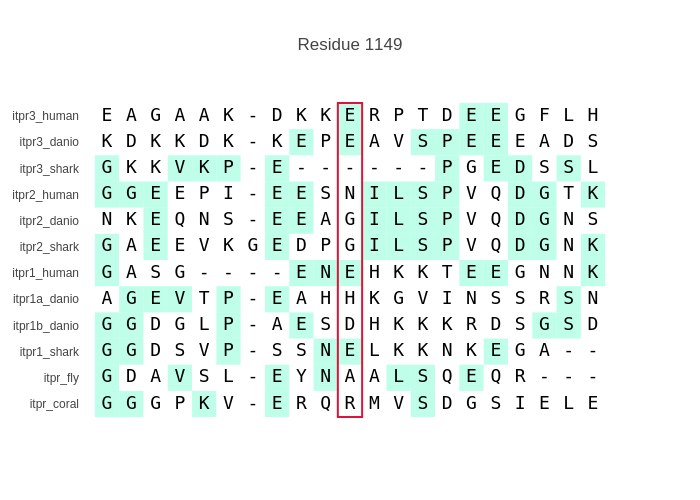 Residue 1149
itpr3_human E A G A A K - D K K E R P T D E E G F L H
itpr3_danio K D K K D K - K E P E A V S P E E E A D S
itpr3_shark G K K V K P - E - - - - - - P G E D S S L
itpr2_human G G E E P I - E E S N I L S P V Q D G T K
itpr2_danio N K E Q N S - E E A G I L S P V Q D G N S
itpr2_shark G A E E V K G E D P G I L S P V Q D G N K
itpr1_human G A S G - - - - E N E H K K T E E G N N K
itpr1a_danio A G E V T P - E A H H K G V I N S S R S N
itpr1b_danio G G D G L P - A E S D H K K K R D S G S D
itpr1_shark G G D S V P - S S N E L K K N K E G A - -
itpr_fly G D A V S L - E Y N A A L S Q E Q R - - -
itpr_coral G G G P K V - E R Q R M V S D G S I E L E